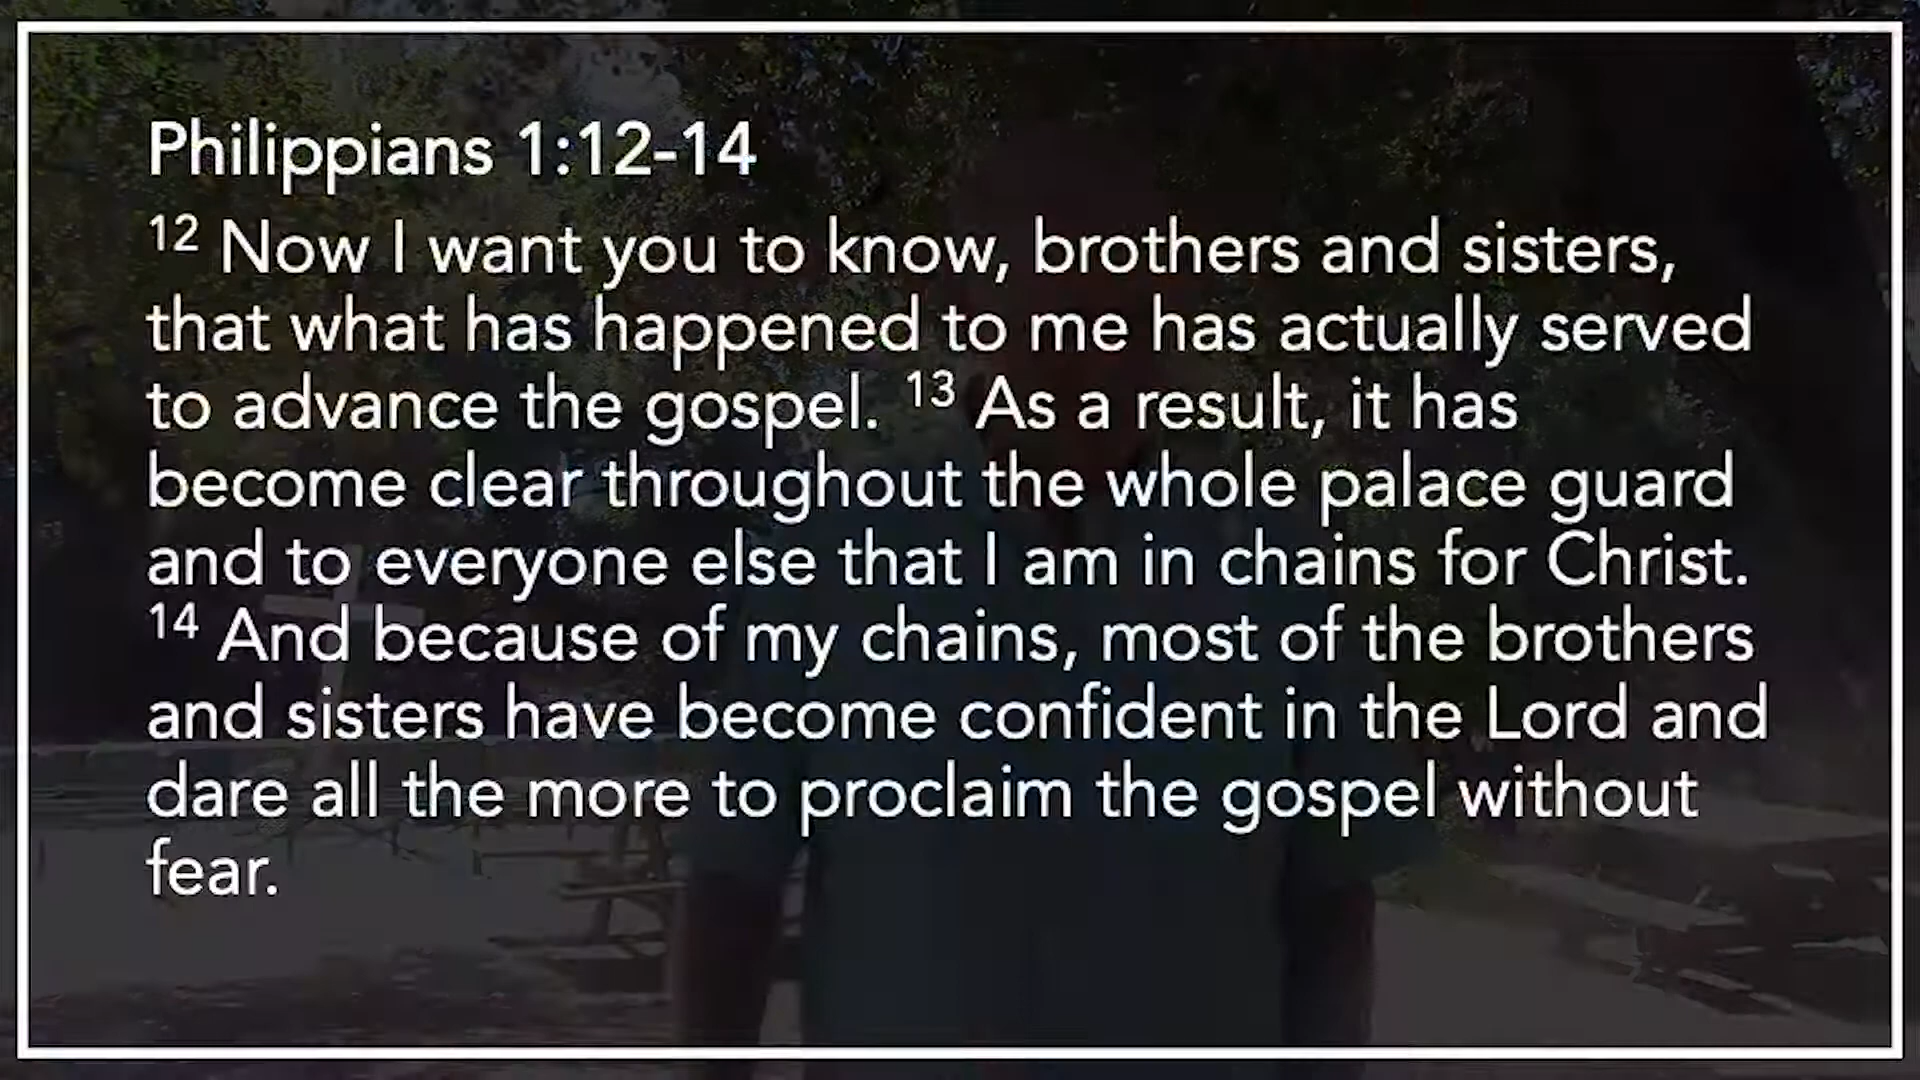 Philippians 1:12-14
12 Now I want you to know, brothers and sisters,
that what has happened to me has actually served
to advance the gospel. 13 As a result, it has
become clear throughout the whole palace guard
and to everyone else that I am in chains for Christ.
14 And because of my chains, most of the brothers
and sisters have become confident in the Lord and
dare all the more to proclaim the gospel without
fear.